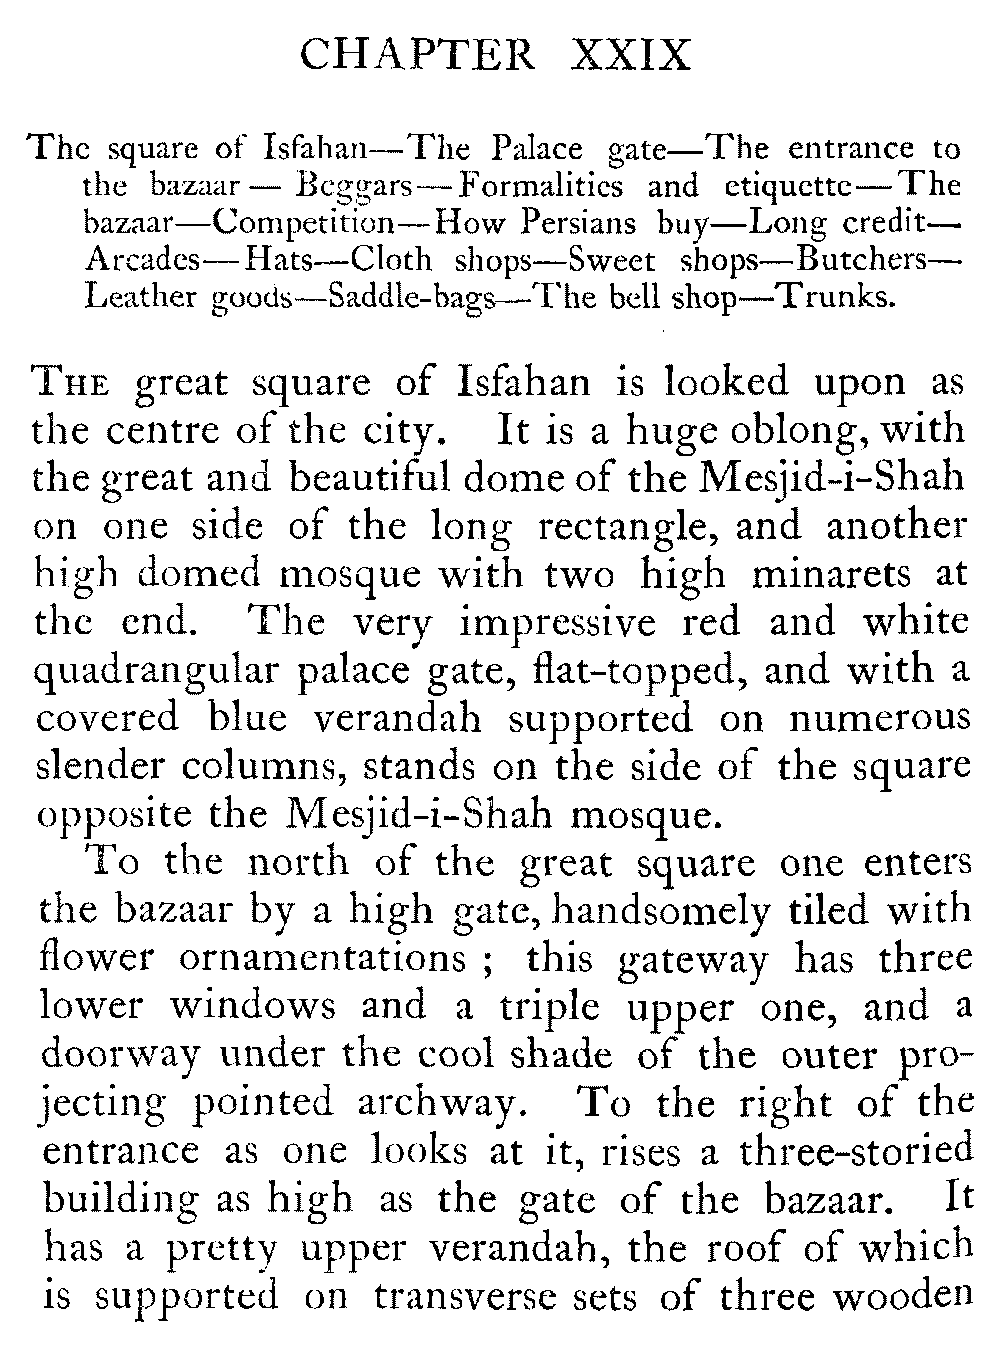 CHAPTER XXIX
The square of Isfahan—The Palace gate—The entrance to
the bazaar—Beggars—Formalities and etiquette—The
bazaar—Competition—How Persians buy—Long credit—
Arcades—Hats—Cloth shops—Sweet shops—Butchers—
Leather goods—Saddle-bags—The bell shop—Trunks.
THE great square of Isfahan is looked upon as
the centre of the city. It is a huge oblong, with
the great and beautiful dome of the Mesjid-i-Shah
on one side of the long rectangle, and another
high domed mosque with two high minarets at
the end. The very impressive red and white
quadrangular palace gate, flat-topped, and with a
covered blue verandah supported on numerous
slender columns, stands on the side of the square
opposite the Mesjid-i-Shah mosque.
To the north of the great square one enters
the bazaar by a high gate, handsomely tiled with
flower ornamentations ; this gateway has three
lower windows and a triple upper one, and a
doorway under the cool shade of the outer pro-
jecting pointed archway. To the right of the
entrance as one looks at it, rises a three-storied
building as high as the gate of the bazaar. It
has a pretty upper verandah, the roof of which
is supported on transverse sets of three wooden